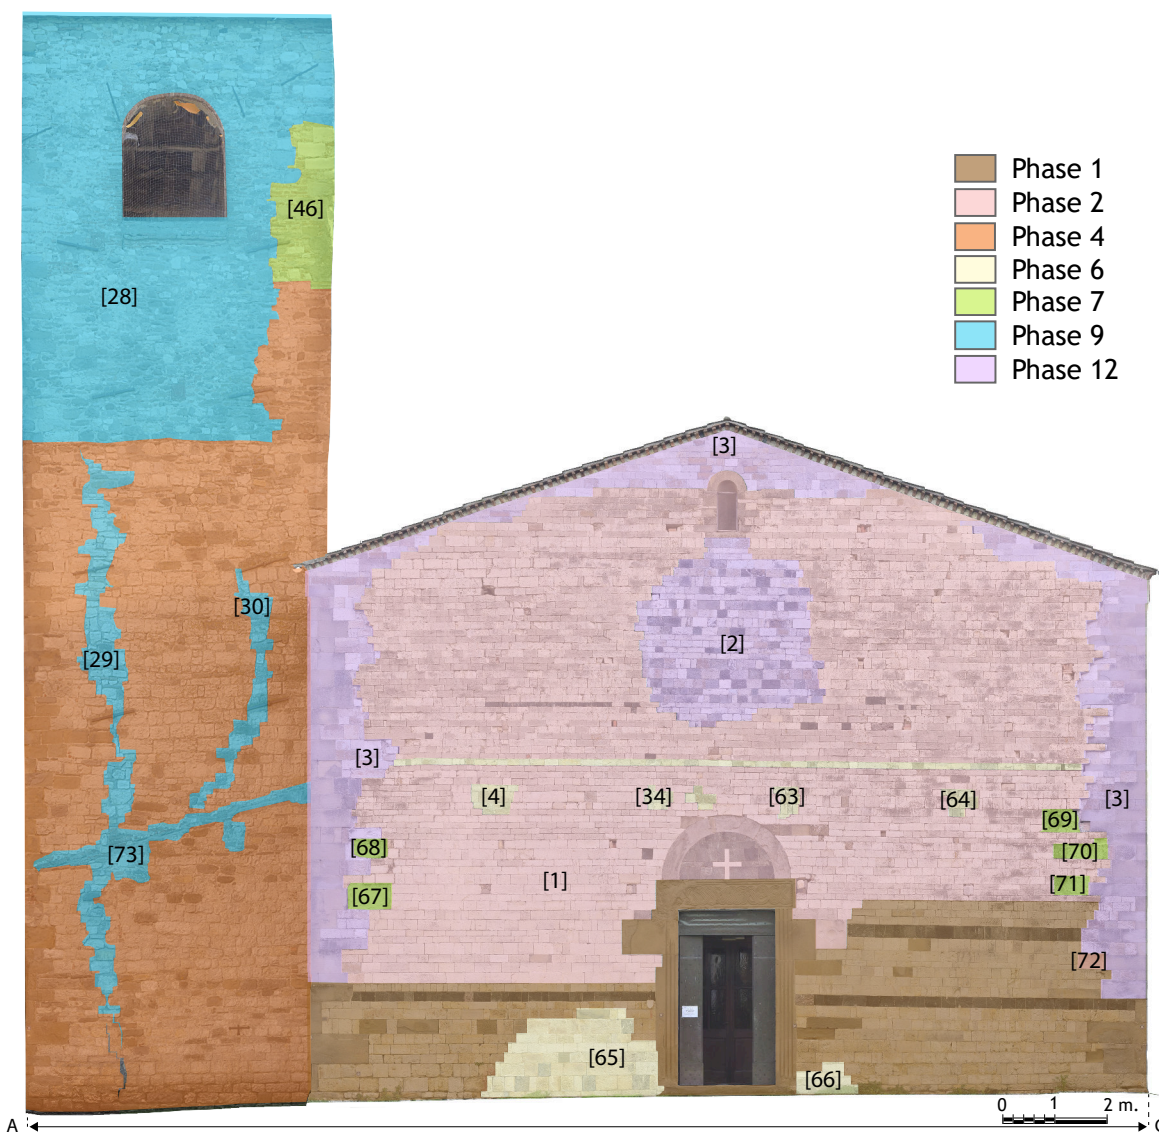 Phase 1
Phase 2
Phase 4
Phase 6
Phase 7
Phase 9
Phase 12
[46]
[28]
[3]
[30]
[2]
[29]
[3]
[4]
[34]
[63]
[64]
[3]
[69]
[68]
[70]
[73]
[1]
[71]
[67]
[72]
[65]
[66]
0 1 2 m.
A